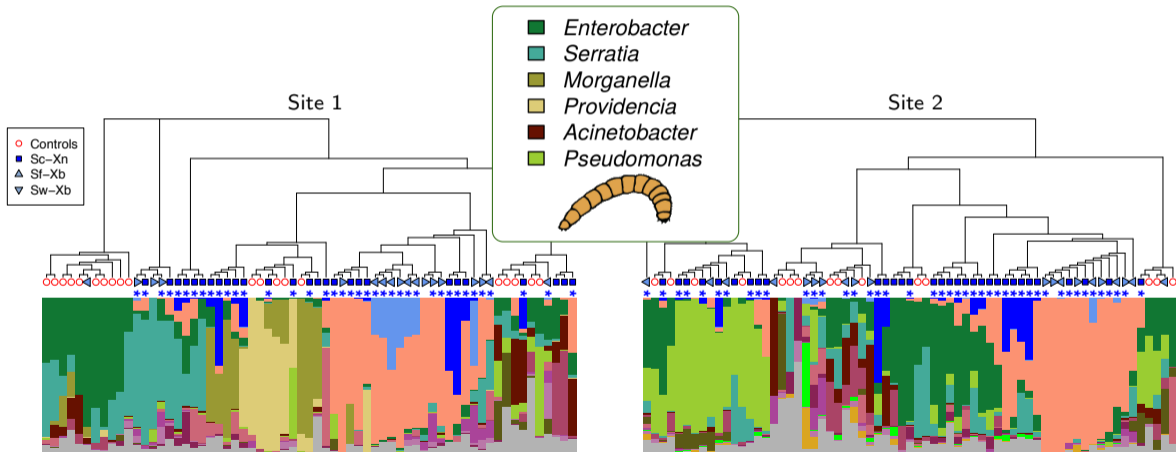 Enterobacter
Serratia
Morganella
Providencia
Acinetobacter
Pseudomonas
Site 1
Site 2
Controls
Sc-Xn
Sf-Xb
Sw-Xb